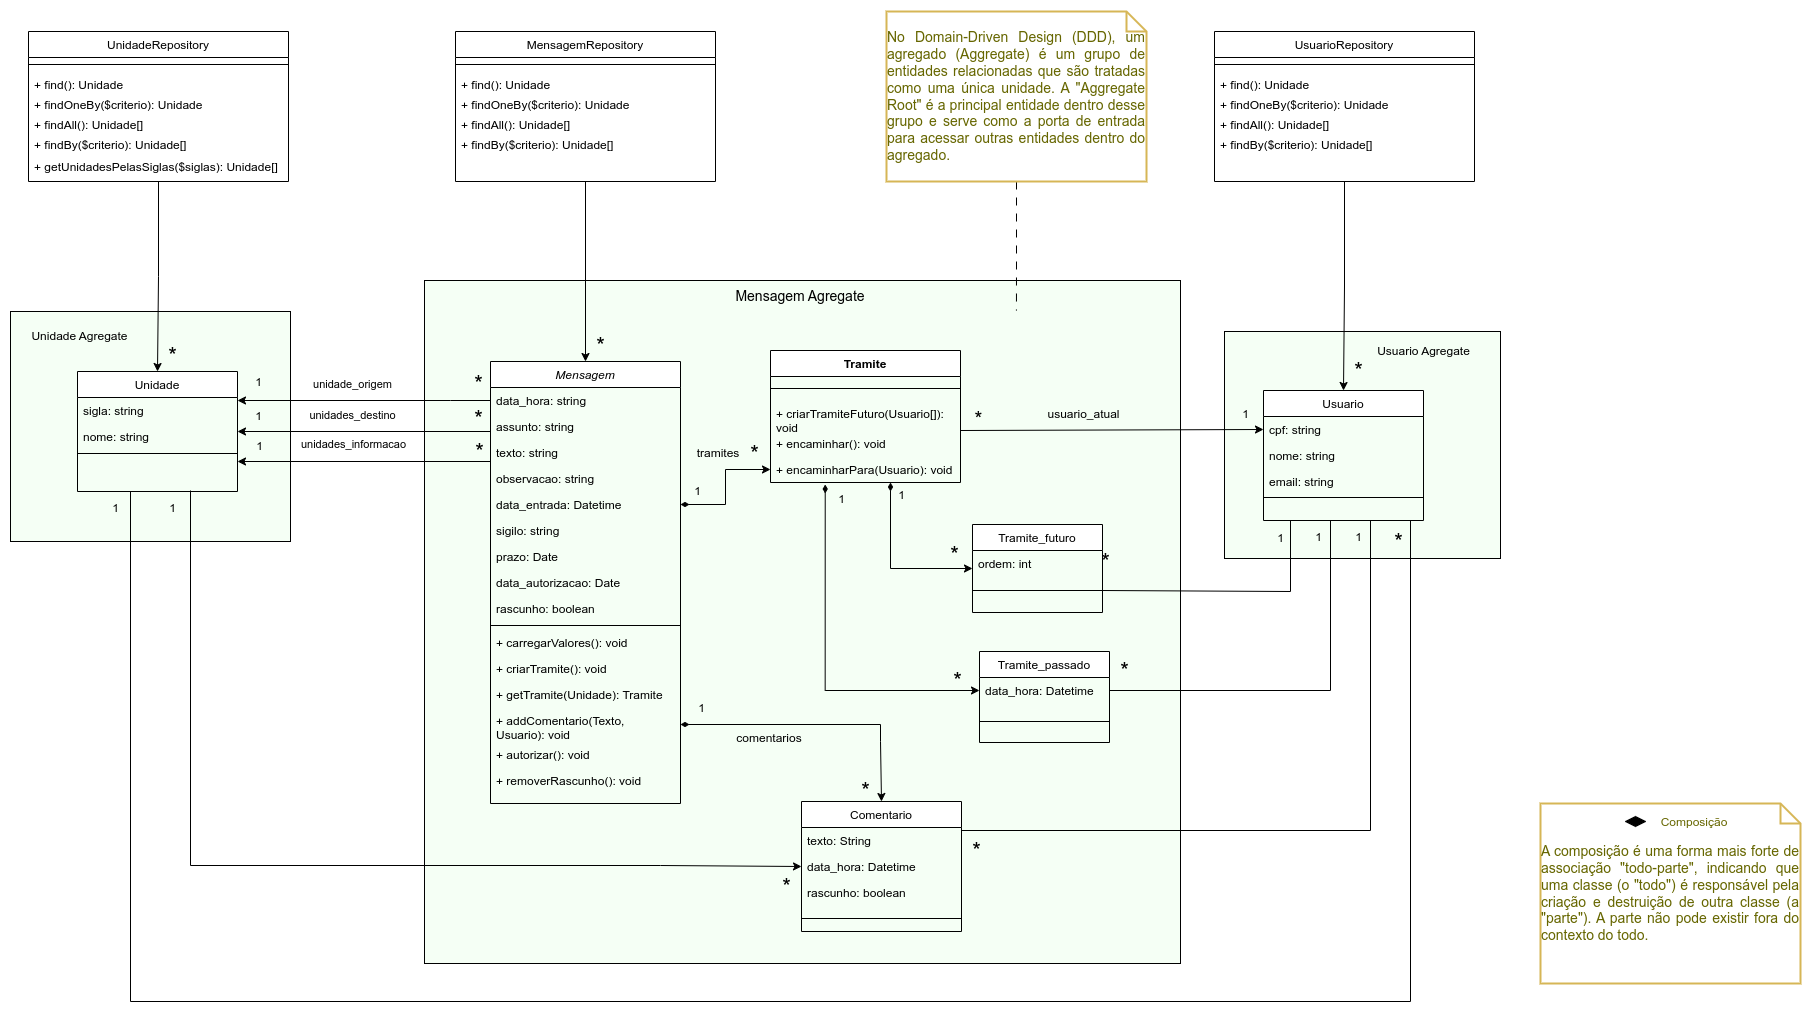 UnidadeRepository
+ find(): Unidade
+ findOneBy($criterio): Unidade
+ findAll(): Unidade[]
+ findBy($criterio): Unidade[]
+ getUnidadesPelasSiglas($siglas): Unidade[]
MensagemRepository
+ find(): Unidade
+ findOneBy($criterio): Unidade
+ findAll(): Unidade[]
+ findBy($criterio): Unidade[]
No Domain-Driven Design (DDD), um
agregado (Aggregate) é um grupo de
entidades relacionadas que são tratadas
como uma única unidade. A "Aggregate
Root" é a principal entidade dentro desse
grupo e serve como a porta de entrada
para acessar outras entidades dentro do
agregado.
UsuarioRepository
+ find(): Unidade
+ findOneBy($criterio): Unidade
+ findAll(): Unidade[]
+ findBy($criterio): Unidade[]
Unidade Agregate
*
Unidade
sigla: string
nome: string
1
1
1
unidade_origem
*
1
unidades_destino
*
1
unidades_informacao
*
Mensagem Agregate
*
Mensagem
data_hora: string
assunto: string
texto: string
observacao: string
data_entrada: Datetime
sigilo: string
prazo: Date
data_autorizacao: Date
rascunho: boolean
+ carregarValores(): void
+ criarTramite(): void
+ getTramite(Unidade): Tramite
+ addComentario(Texto,
Usuario): void
+ autorizar(): void
+ removerRascunho(): void
tramites
*
1
Tramite
+ criarTramiteFuturo(Usuario[]):
void
+ encaminhar(): void
+ encaminharPara(Usuario): void
*
usuario_atual
1
1
1
*
Tramite_futuro
ordem: int
*
*
Tramite_passado
data_hora: Datetime
*
1
comentarios
*
Comentario
texto: String
data_hora: Datetime
rascunho: boolean
*
*
Usuario Agregate
*
Usuario
cpf: string
nome: string
email: string
1
1
1
*
Composição
A composição é uma forma mais forte de
associação "todo-parte", indicando que
uma classe (o "todo") é responsável pela
criação e destruição de outra classe (a
"parte"). A parte não pode existir fora do
contexto do todo.